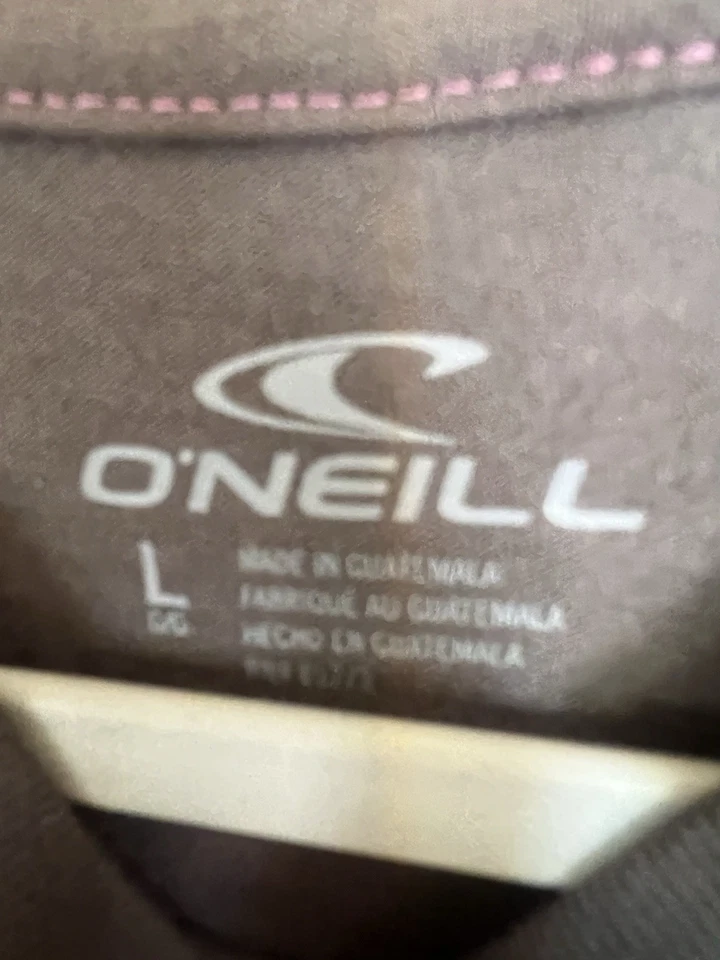 O'NEILL
L
G/G
MADE IN GUATEMALA
FABRIQUÉ AU GUATEMALA
HECHO EN GUATEMALA